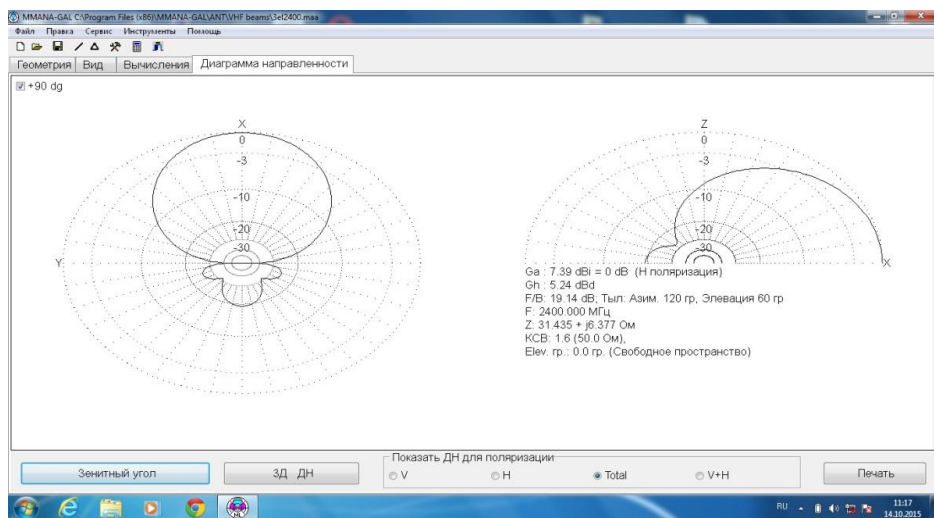 MMANA-GAL C:\Program Files (x86)\MMANA-GAL\ANT\VHF beams\3el2400.maa
Файл Правка Сервис Инструменты Помощь
Геометрия Вид Вычисления Диаграмма направленности
+90 dg
X
0
-3
-10
-20
-30
Y
Z
0
-3
-10
-20
-30
X
Ga : 7.39 dBi = 0 dB (H поляризация)
Gh : 5.24 dBd
F/B: 19.14 dB; Тыл: Азим. 120 гр, Элевация 60 гр
F: 2400.000 МГц
Z: 31.435 + j6.377 Ом
КСВ: 1.6 (50.0 Ом),
Elev. гр.: 0.0 гр. (Свободное пространство)
Зенитный угол
3Д ДН
Показать ДН для поляризации
V H Total V+H
Печать
RU
11:17
14.10.2015